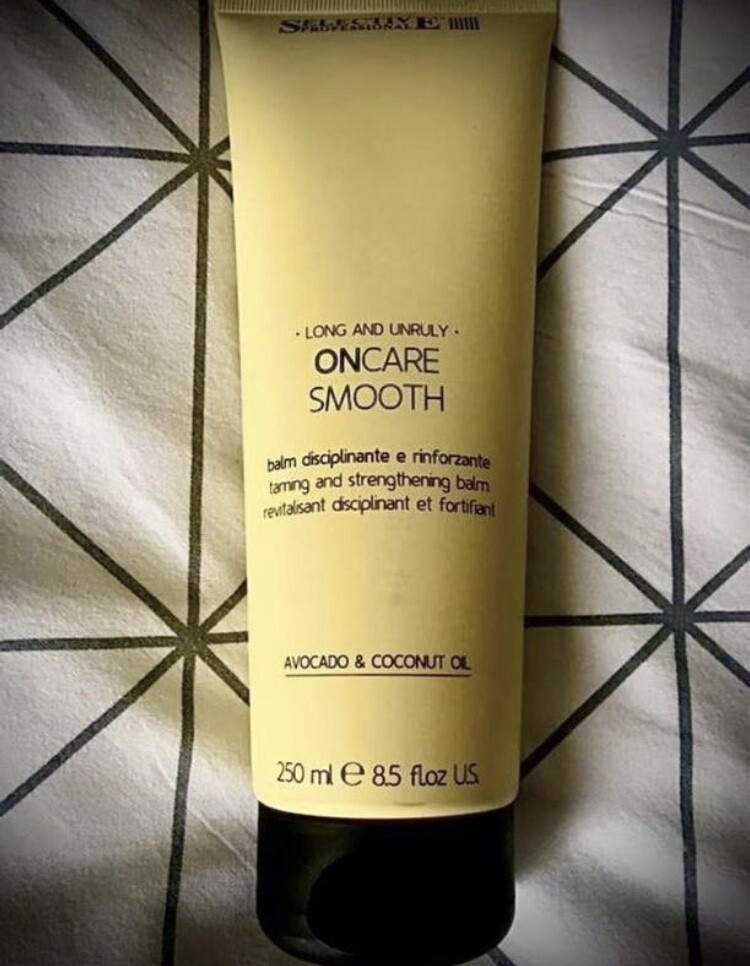 SELECTIVE
PROFESSIONAL
· LONG AND UNRULY ·
ONCARE
SMOOTH
balm disciplinante e rinforzante
taming and strengthening balm
revitalisant disciplinant et fortifiant
AVOCADO & COCONUT OIL
250 ml ℮ 8.5 fl.oz U.S.